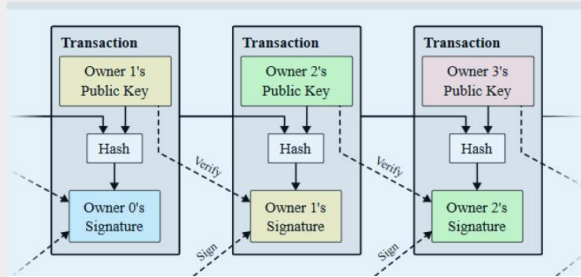 Transaction
Owner 1's
Public Key
Hash
Owner 0's
Signature
Transaction
Owner 2's
Public Key
Verify
Hash
Owner 1's
Signature
Sign
Transaction
Owner 3's
Public Key
Verify
Hash
Owner 2's
Signature
Sign